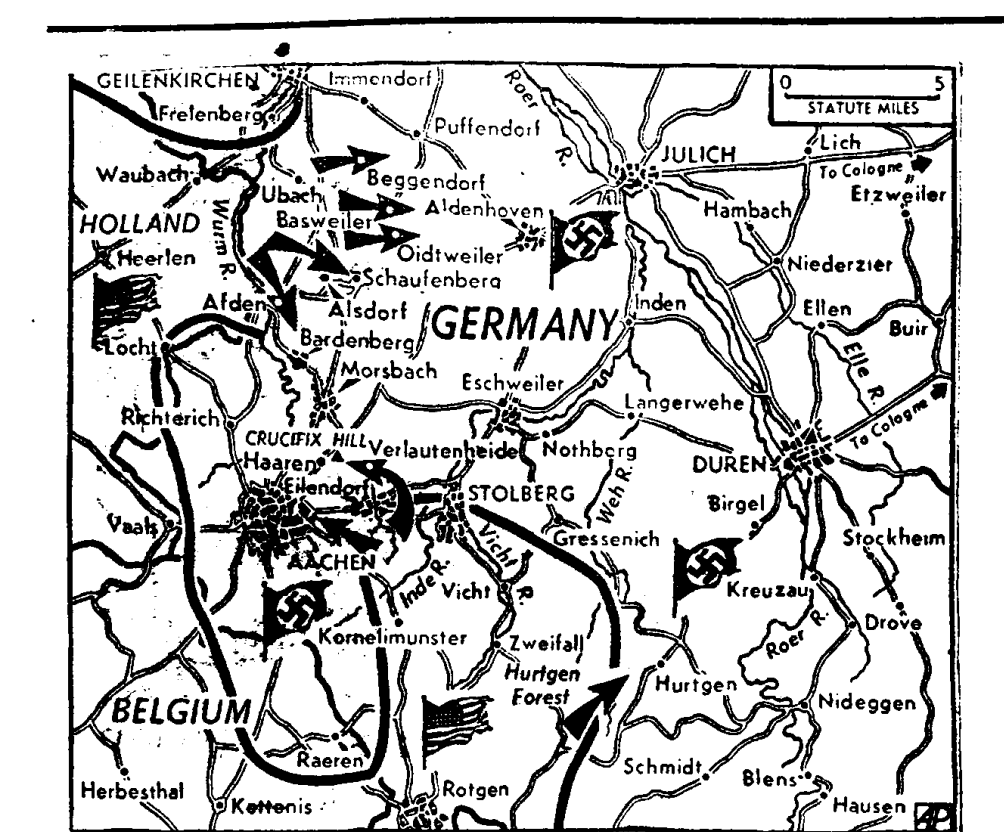 GEILENKIRCHEN
Immendorf
0 5
STATUTE MILES
Frelenberg
Puffendorf
Roer R.
JULICH
Lich
To Cologne
Waubach
Ubach
Beggendorf
Etzweiler
HOLLAND
Wurm R.
Basweiler
Aldenhoven
Hambach
Heerlen
Oidtweiler
Niederzier
Schaufenberg
Afden
Alsdorf
GERMANY
Inden
Ellen
Buir
Locht
Bardenberg
Morsbach
Elle R.
Eschweiler
Langerwehe
To Cologne
Richterich
CRUCIFIX HILL
Verlautenheide
Nothberg
Haaren
DUREN
Eilendorf
STOLBERG
Weh R.
Birgel
Vaals
Gressenich
Stockheim
AACHEN
Vicht R.
Inde R.
Vicht
Kreuzau
Kornelimunster
Zweifall
Roer R.
Drove
Hurtgen
Forest
Hurtgen
BELGIUM
Nideggen
Raeren
Schmidt
Blens
Herbesthal
Kettenis
Rotgen
Hausen
AP